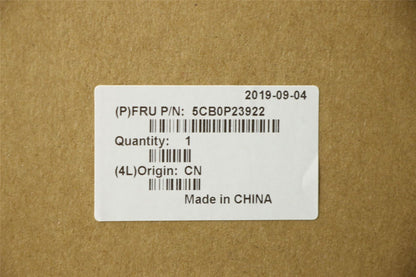 2019-09-04
(P)FRU P/N: 5CB0P23922
Quantity: 1
(4L)Origin: CN
Made in CHINA